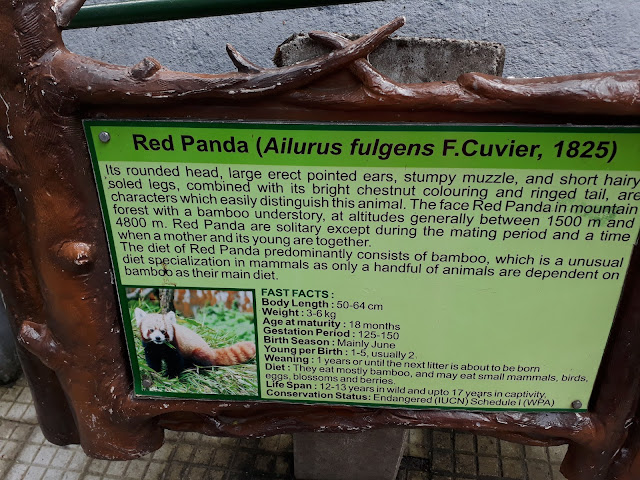 Red Panda (Ailurus fulgens F.Cuvier, 1825)
Its rounded head, large erect pointed ears, stumpy muzzle, and short hairy
soled legs, combined with its bright chestnut colouring and ringed tail, are
characters which easily distinguish this animal. The face Red Panda in mountain
forest with a bamboo understory, at altitudes generally between 1500 m and
4800 m. Red Panda are solitary except during the mating period and a time
when a mother and its young are together.
The diet of Red Panda predominantly consists of bamboo, which is a unusual
diet specialization in mammals as only a handful of animals are dependent on
bamboo as their main diet.
FAST FACTS :
Body Length : 50-64 cm
Weight : 3-6 kg
Age at maturity : 18 months
Gestation Period : 125-150
Birth Season : Mainly June
Young per Birth : 1-5, usually 2.
Weaning : 1 years or until the next litter is about to be born
Diet : They eat mostly bamboo, and may eat small mammals, birds,
eggs, blossoms and berries.
Life Span : 12-13 years in wild and upto 17 years in captivity,
Conservation Status: Endangered (IUCN) Schedule I (WPA)